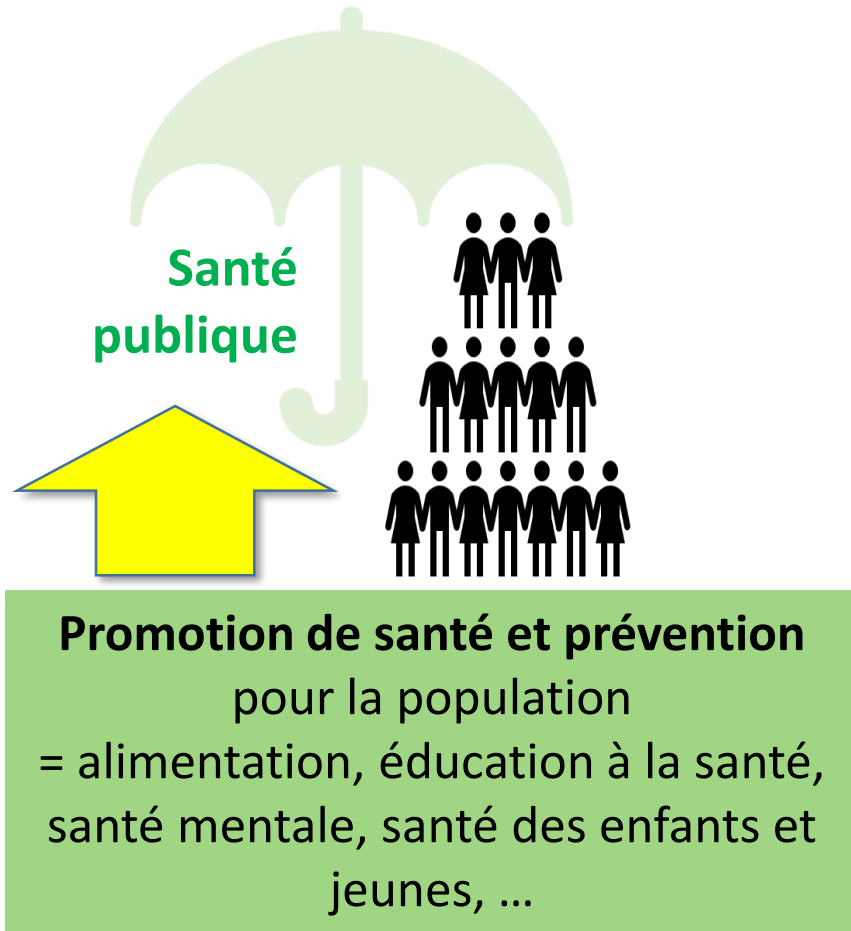 Santé
publique
Promotion de santé et prévention
pour la population
= alimentation, éducation à la santé,
santé mentale, santé des enfants et
jeunes, ...